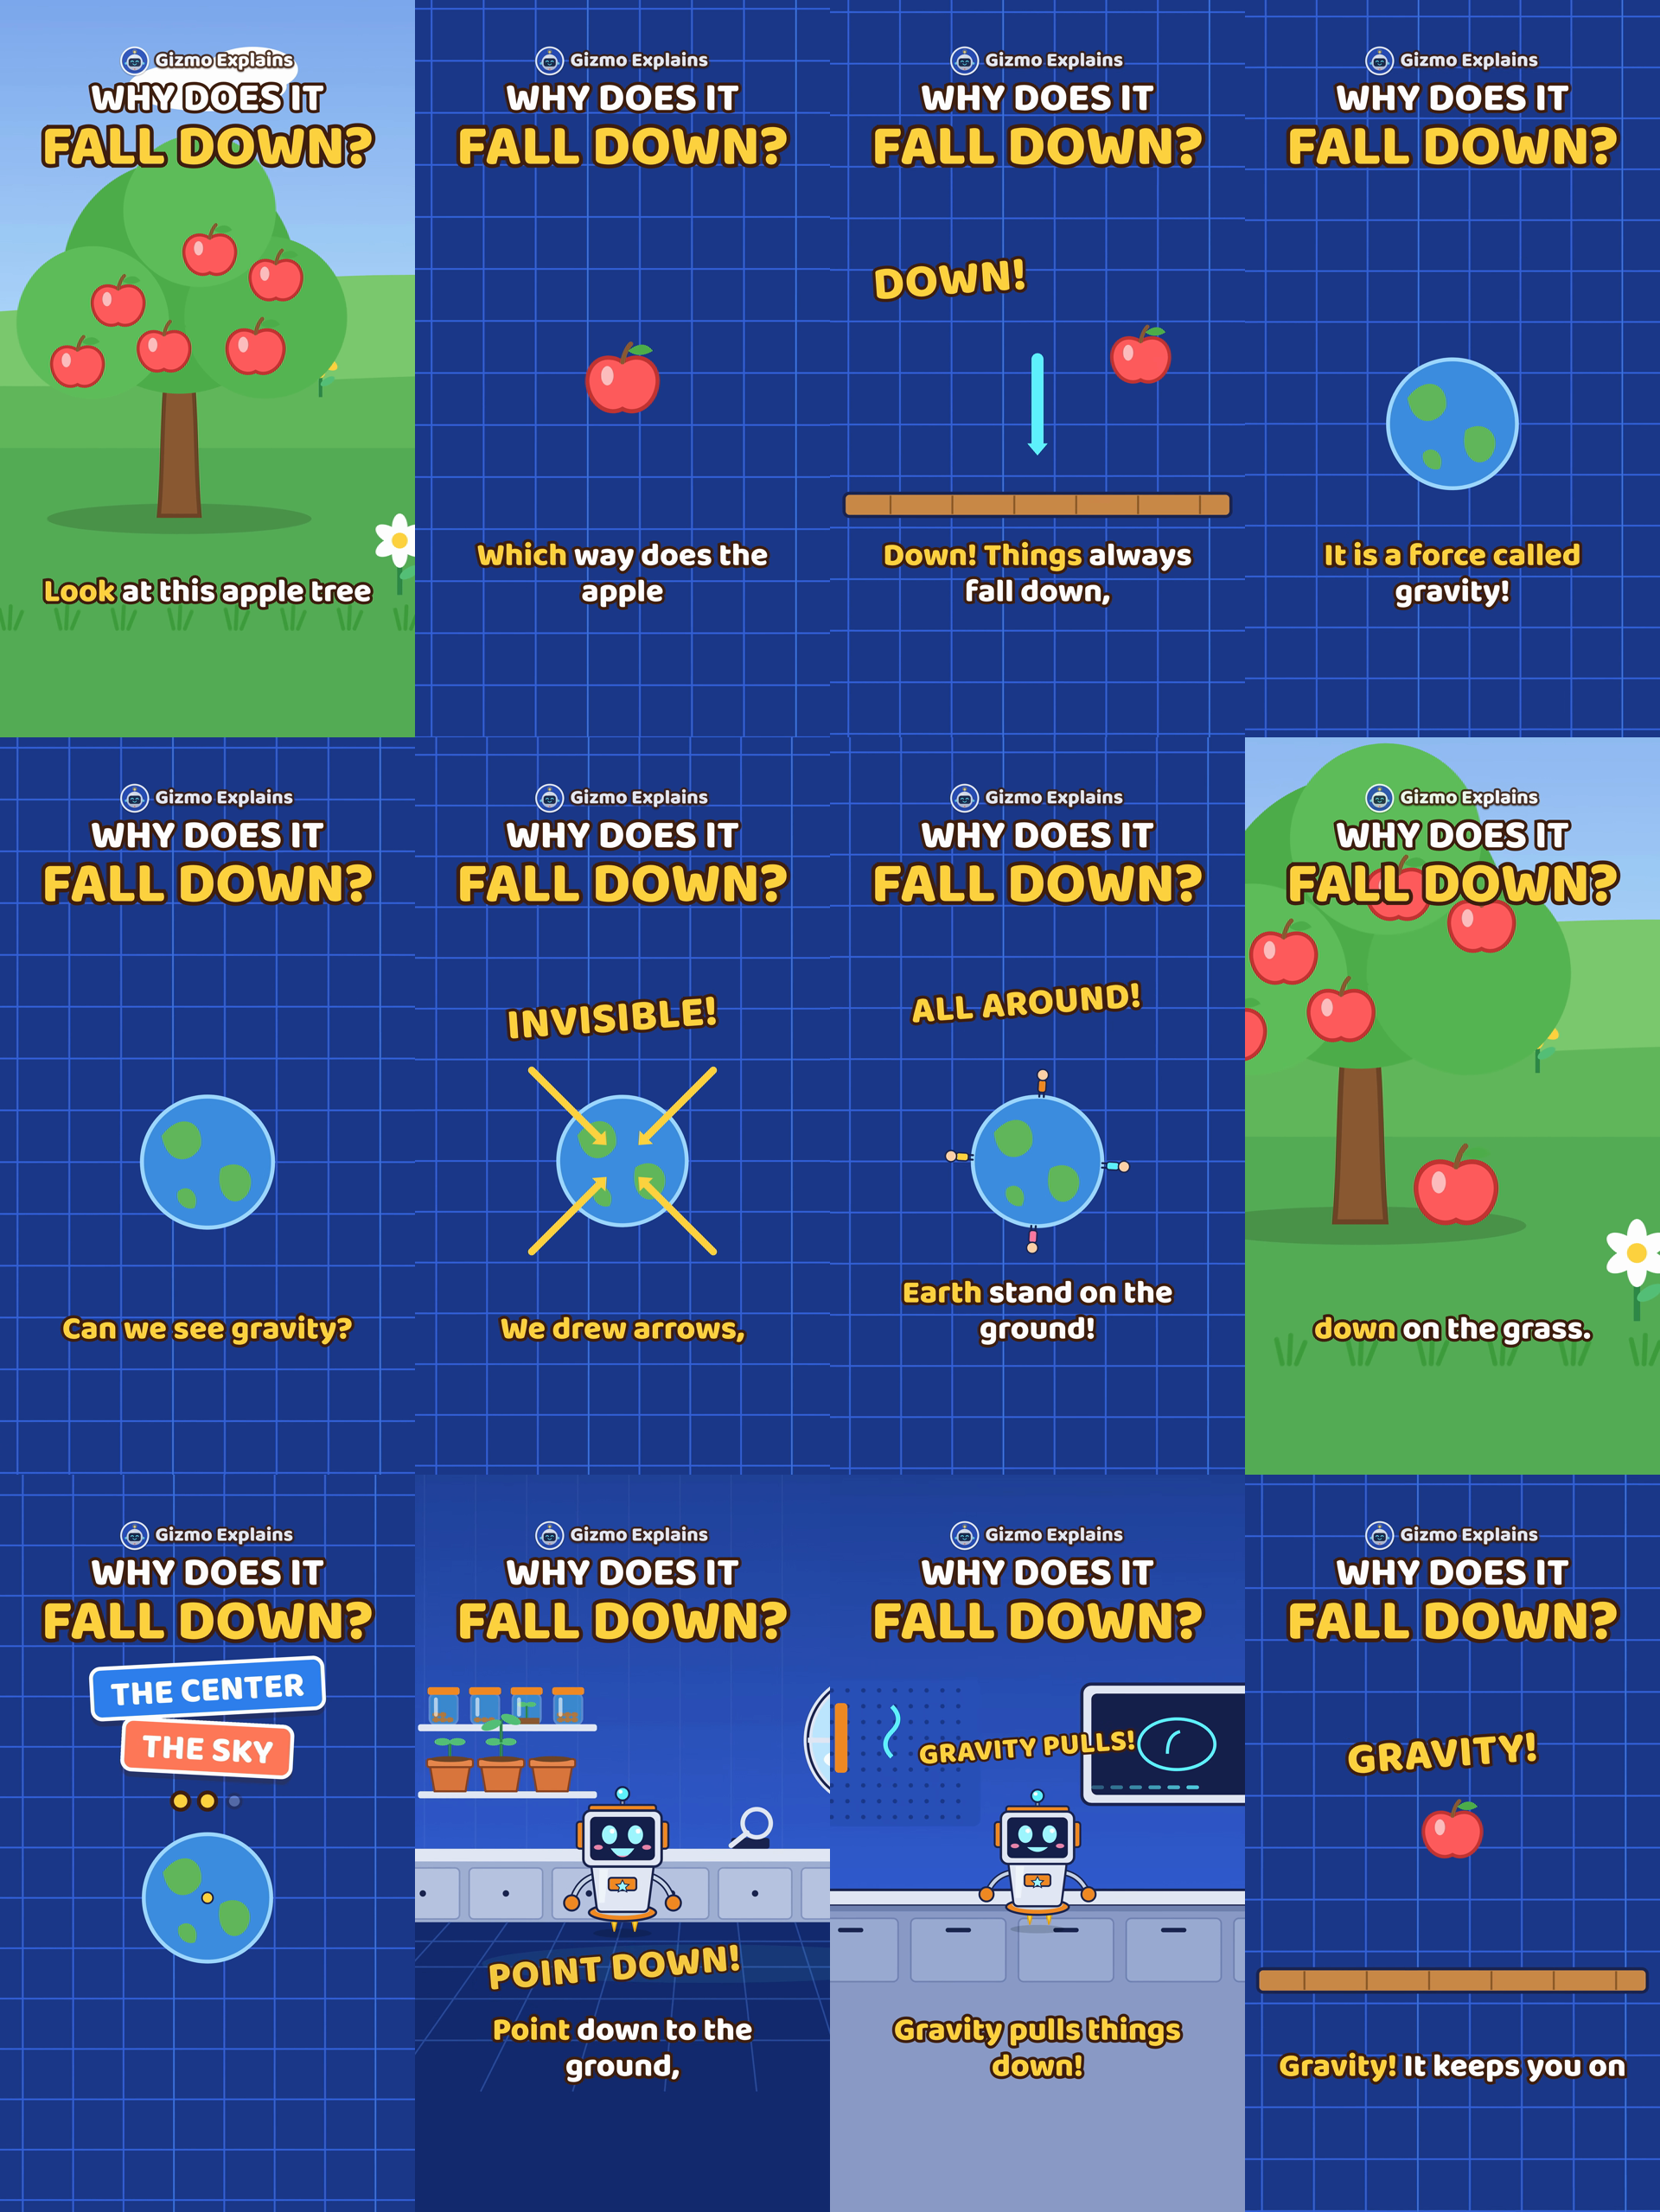 Gizmo Explains
WHY DOES IT
FALL DOWN?
Look at this apple tree
Gizmo Explains
WHY DOES IT
FALL DOWN?
Which way does the
apple
Gizmo Explains
WHY DOES IT
FALL DOWN?
DOWN!
Down! Things always
fall down,
Gizmo Explains
WHY DOES IT
FALL DOWN?
It is a force called
gravity!
Gizmo Explains
WHY DOES IT
FALL DOWN?
Can we see gravity?
Gizmo Explains
WHY DOES IT
FALL DOWN?
INVISIBLE!
We drew arrows,
Gizmo Explains
WHY DOES IT
FALL DOWN?
ALL AROUND!
Earth stand on the
ground!
Gizmo Explains
WHY DOES IT
FALL DOWN?
down on the grass.
Gizmo Explains
WHY DOES IT
FALL DOWN?
THE CENTER
THE SKY
Gizmo Explains
WHY DOES IT
FALL DOWN?
POINT DOWN!
Point down to the
ground,
Gizmo Explains
WHY DOES IT
FALL DOWN?
GRAVITY PULLS!
Gravity pulls things
down!
Gizmo Explains
WHY DOES IT
FALL DOWN?
GRAVITY!
Gravity! It keeps you on